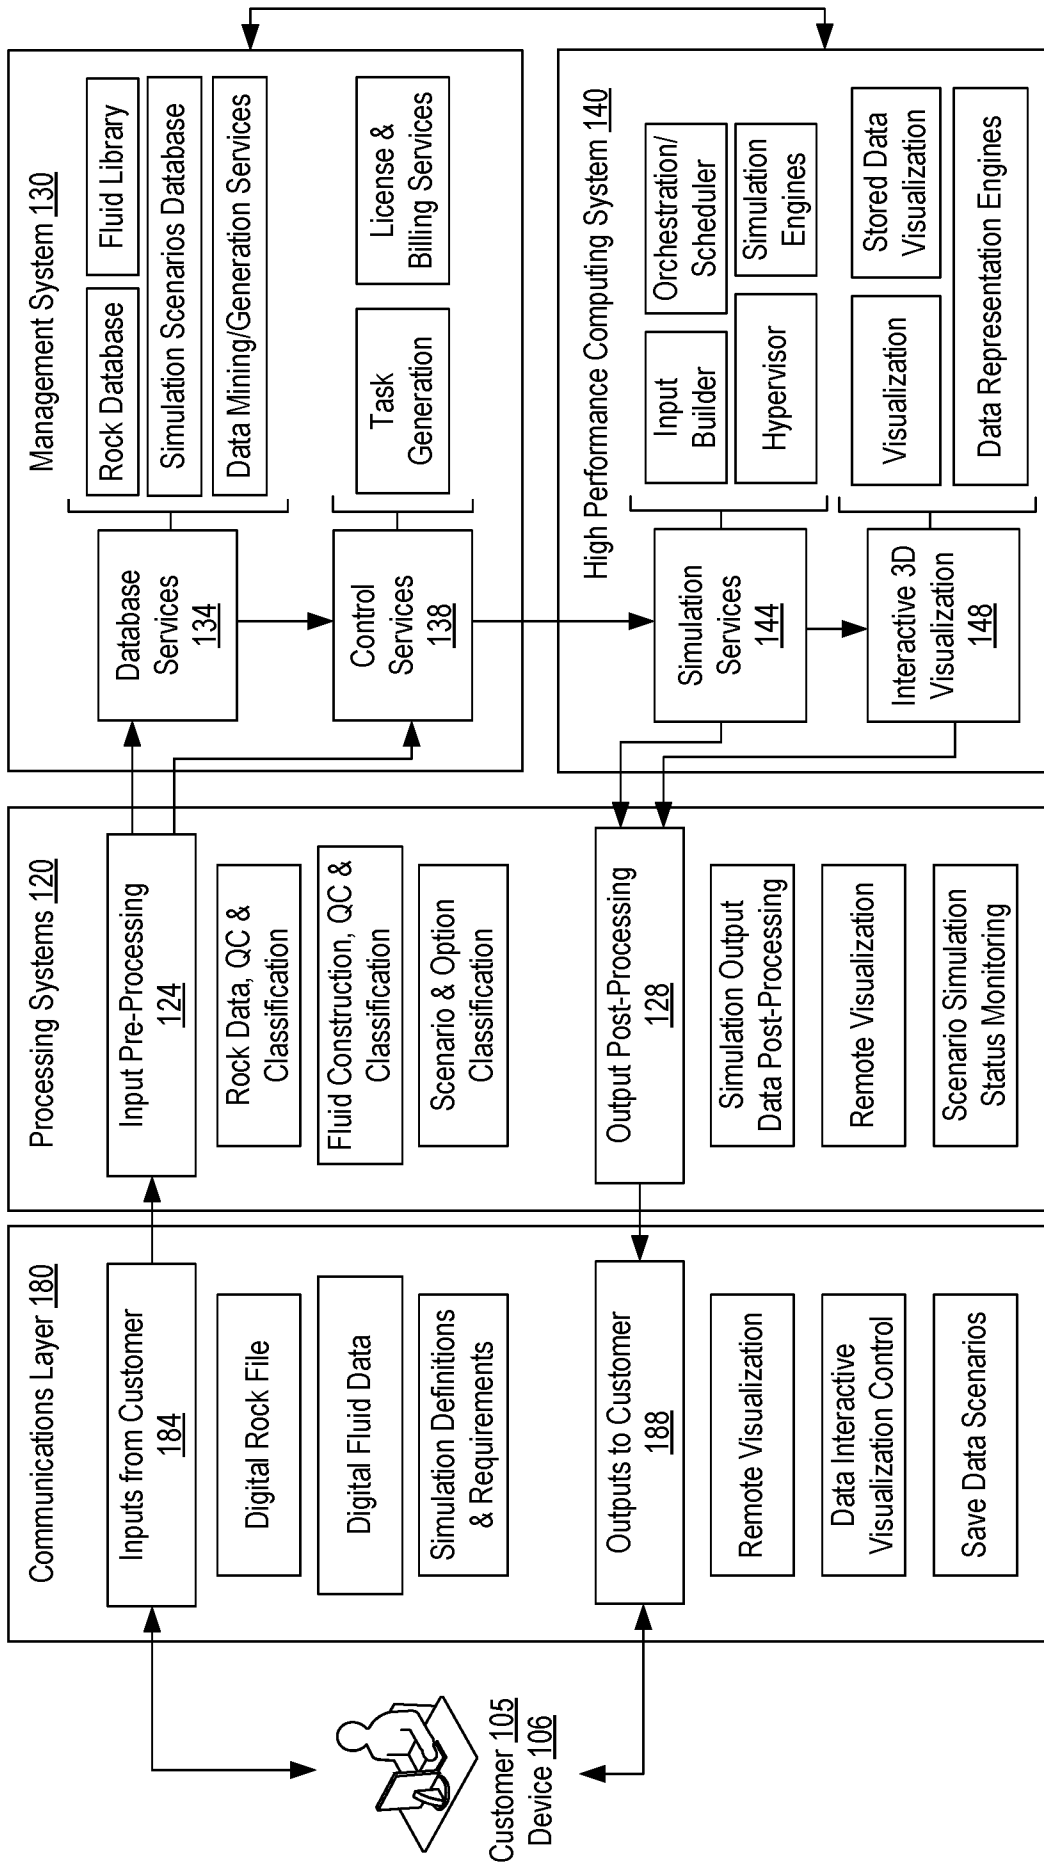 Customer 105
Device 106
Communications Layer 180
Inputs from Customer
184
Digital Rock File
Digital Fluid Data
Simulation Definitions
& Requirements
Outputs to Customer
188
Remote Visualization
Data Interactive
Visualization Control
Save Data Scenarios
Processing Systems 120
Input Pre-Processing
124
Rock Data, QC &
Classification
Fluid Construction, QC &
Classification
Scenario & Option
Classification
Output Post-Processing
128
Simulation Output
Data Post-Processing
Remote Visualization
Scenario Simulation
Status Monitoring
Management System 130
Database
Services
134
Rock Database
Fluid Library
Simulation Scenarios Database
Data Mining/Generation Services
Control
Services
138
Task
Generation
License &
Billing Services
High Performance Computing System 140
Simulation
Services
144
Input
Builder
Orchestration/
Scheduler
Hypervisor
Simulation
Engines
Interactive 3D
Visualization
148
Visualization
Stored Data
Visualization
Data Representation Engines